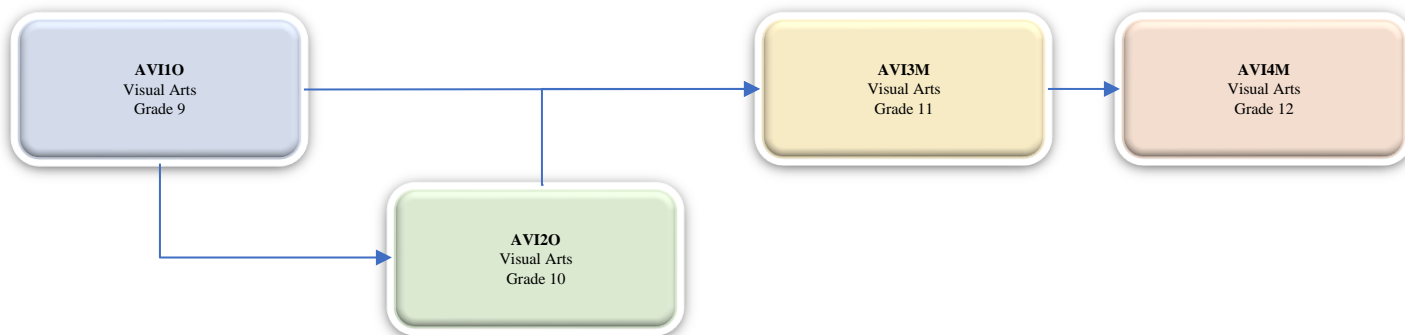 AVI1O
Visual Arts
Grade 9
AVI3M
Visual Arts
Grade 11
AVI4M
Visual Arts
Grade 12
AVI2O
Visual Arts
Grade 10